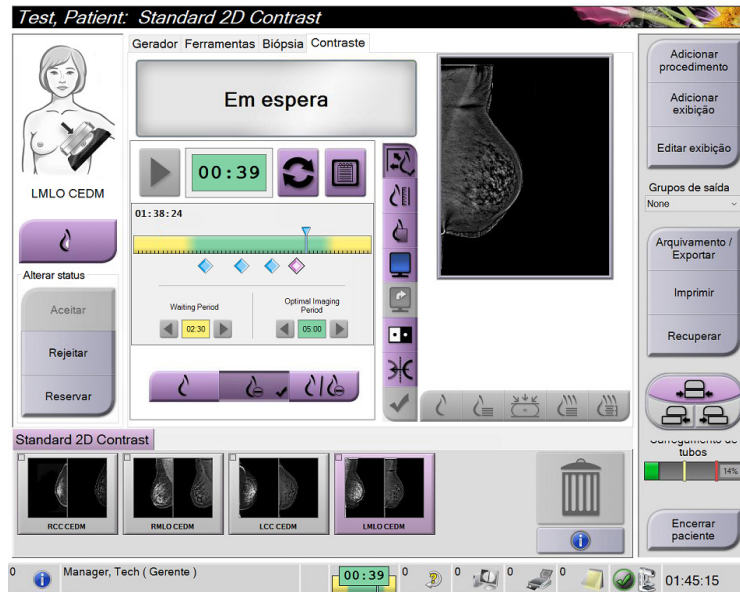 Test, Patient: Standard 2D Contrast
Gerador Ferramentas Biópsia Contraste
Em espera
00:39
01:38:24
Waiting Period
Optimal Imaging
Period
02:30
05:00
LMLO CEDM
Alterar status
Aceitar
Rejeitar
Reservar
Adicionar
procedimento
Adicionar
exibição
Editar exibição
Grupos de saída
None
Arquivamento /
Exportar
Imprimir
Recuperar
Carregamento de
tubos
14%
Encerrar
paciente
Standard 2D Contrast
RCC CEDM
RMLO CEDM
LCC CEDM
LMLO CEDM
0
Manager, Tech ( Gerente )
00:39
0
0
0
0
01:45:15